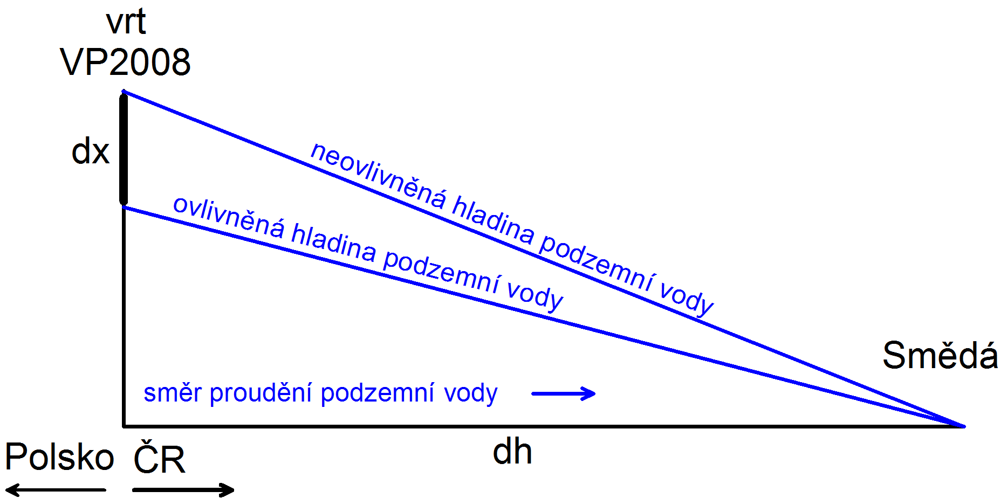 vrt
VP2008
dx
neovlivněná hladina podzemní vody
ovlivněná hladina podzemní vody
Smědá
směr proudění podzemní vody
dh
Polsko ČR